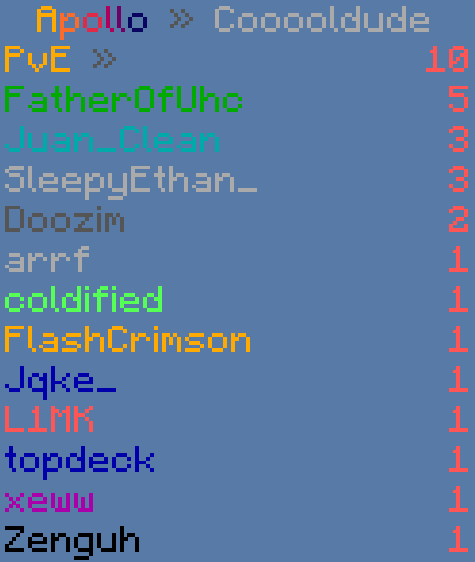 Apollo » Cooooldude
PvE » 10
FatherOfUhc 5
Juan_Clean 3
SleepyEthan_ 3
Doozim 2
arrf 1
coldified 1
FlashCrimson 1
Jqke_ 1
L1MK 1
topdeck 1
xeww 1
Zenguh 1